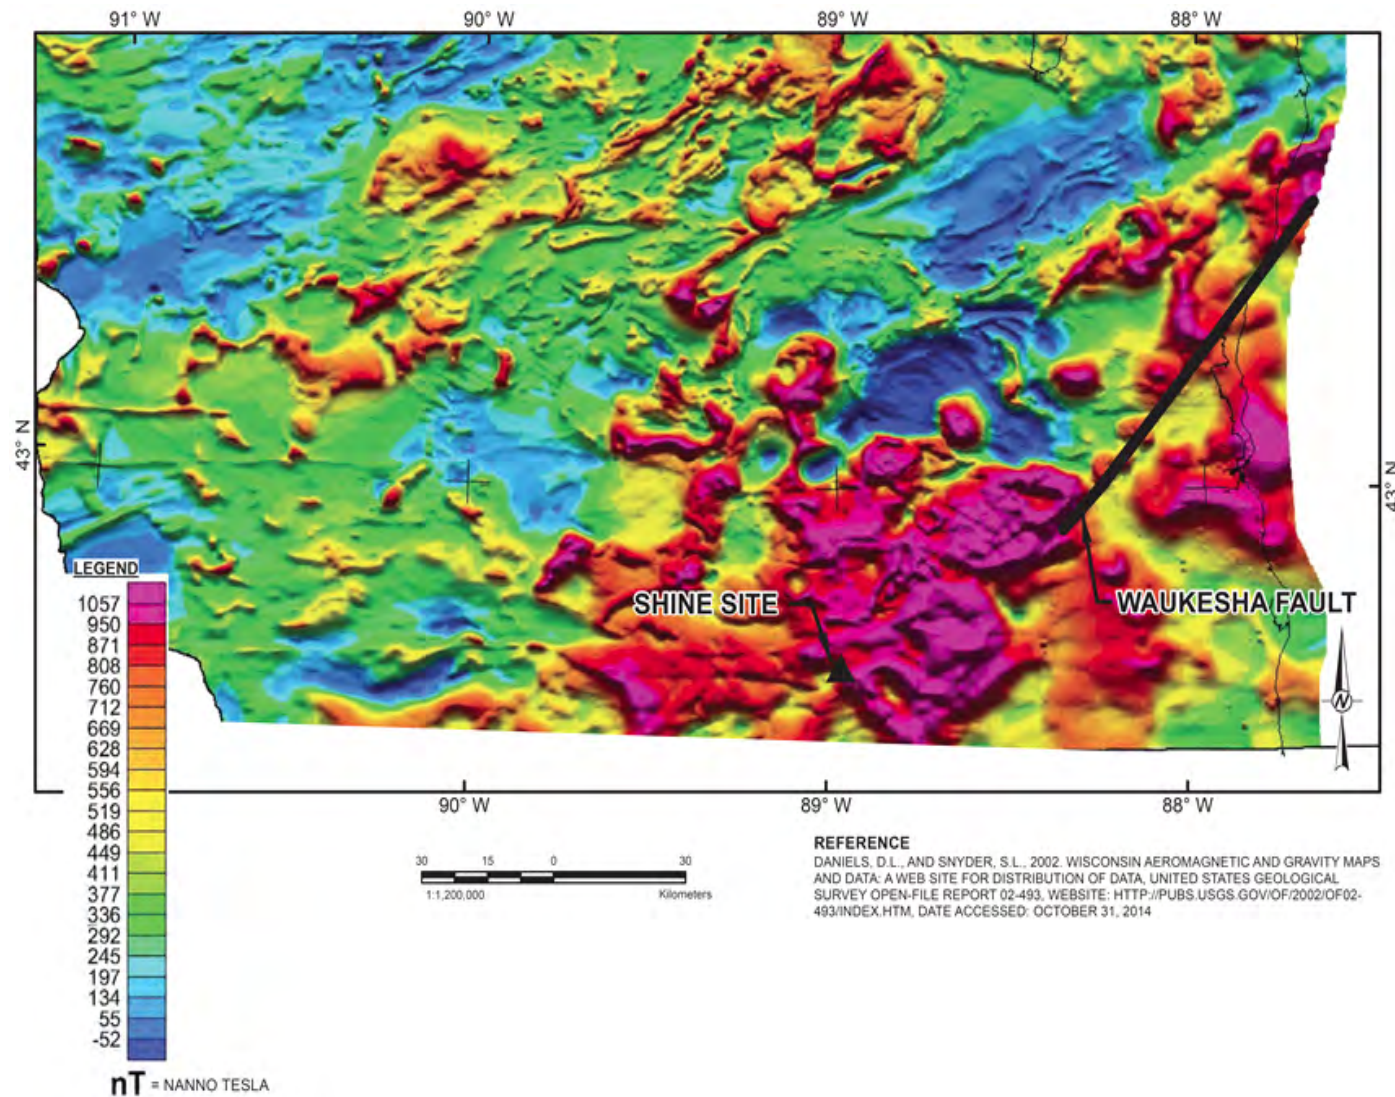 91° W 90° W 89° W 88° W
43° N
43° N
SHINE SITE
WAUKESHA FAULT
N
LEGEND
1057
950
871
808
760
712
669
628
594
556
519
486
449
411
377
336
292
245
197
134
55
-52
nT = NANNO TESLA
90° W 89° W 88° W
30 15 0 30
1:1,200,000 Kilometers
REFERENCE
DANIELS, D.L., AND SNYDER, S.L., 2002. WISCONSIN AEROMAGNETIC AND GRAVITY MAPS
AND DATA: A WEB SITE FOR DISTRIBUTION OF DATA, UNITED STATES GEOLOGICAL
SURVEY OPEN-FILE REPORT 02-493, WEBSITE: HTTP://PUBS.USGS.GOV/OF/2002/OF02-
493/INDEX.HTM, DATE ACCESSED: OCTOBER 31, 2014